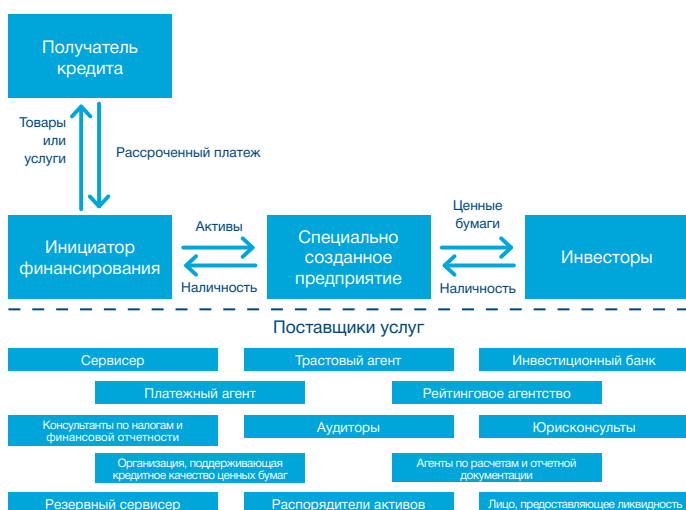 Получатель
кредита
Товары
или
услуги
Рассроченный платеж
Инициатор
финансирования
Активы
Наличность
Специально
созданное
предприятие
Ценные
бумаги
Наличность
Инвесторы
Поставщики услуг
Сервисер
Трастовый агент
Инвестиционный банк
Платежный агент
Рейтинговое агентство
Консультанты по налогам и
финансовой отчетности
Аудиторы
Юрисконсульты
Организация, поддерживающая
кредитное качество ценных бумаг
Агенты по расчетам и отчетной
документации
Резервный сервисер
Распорядители активов
Лицо, предоставляющее ликвидность